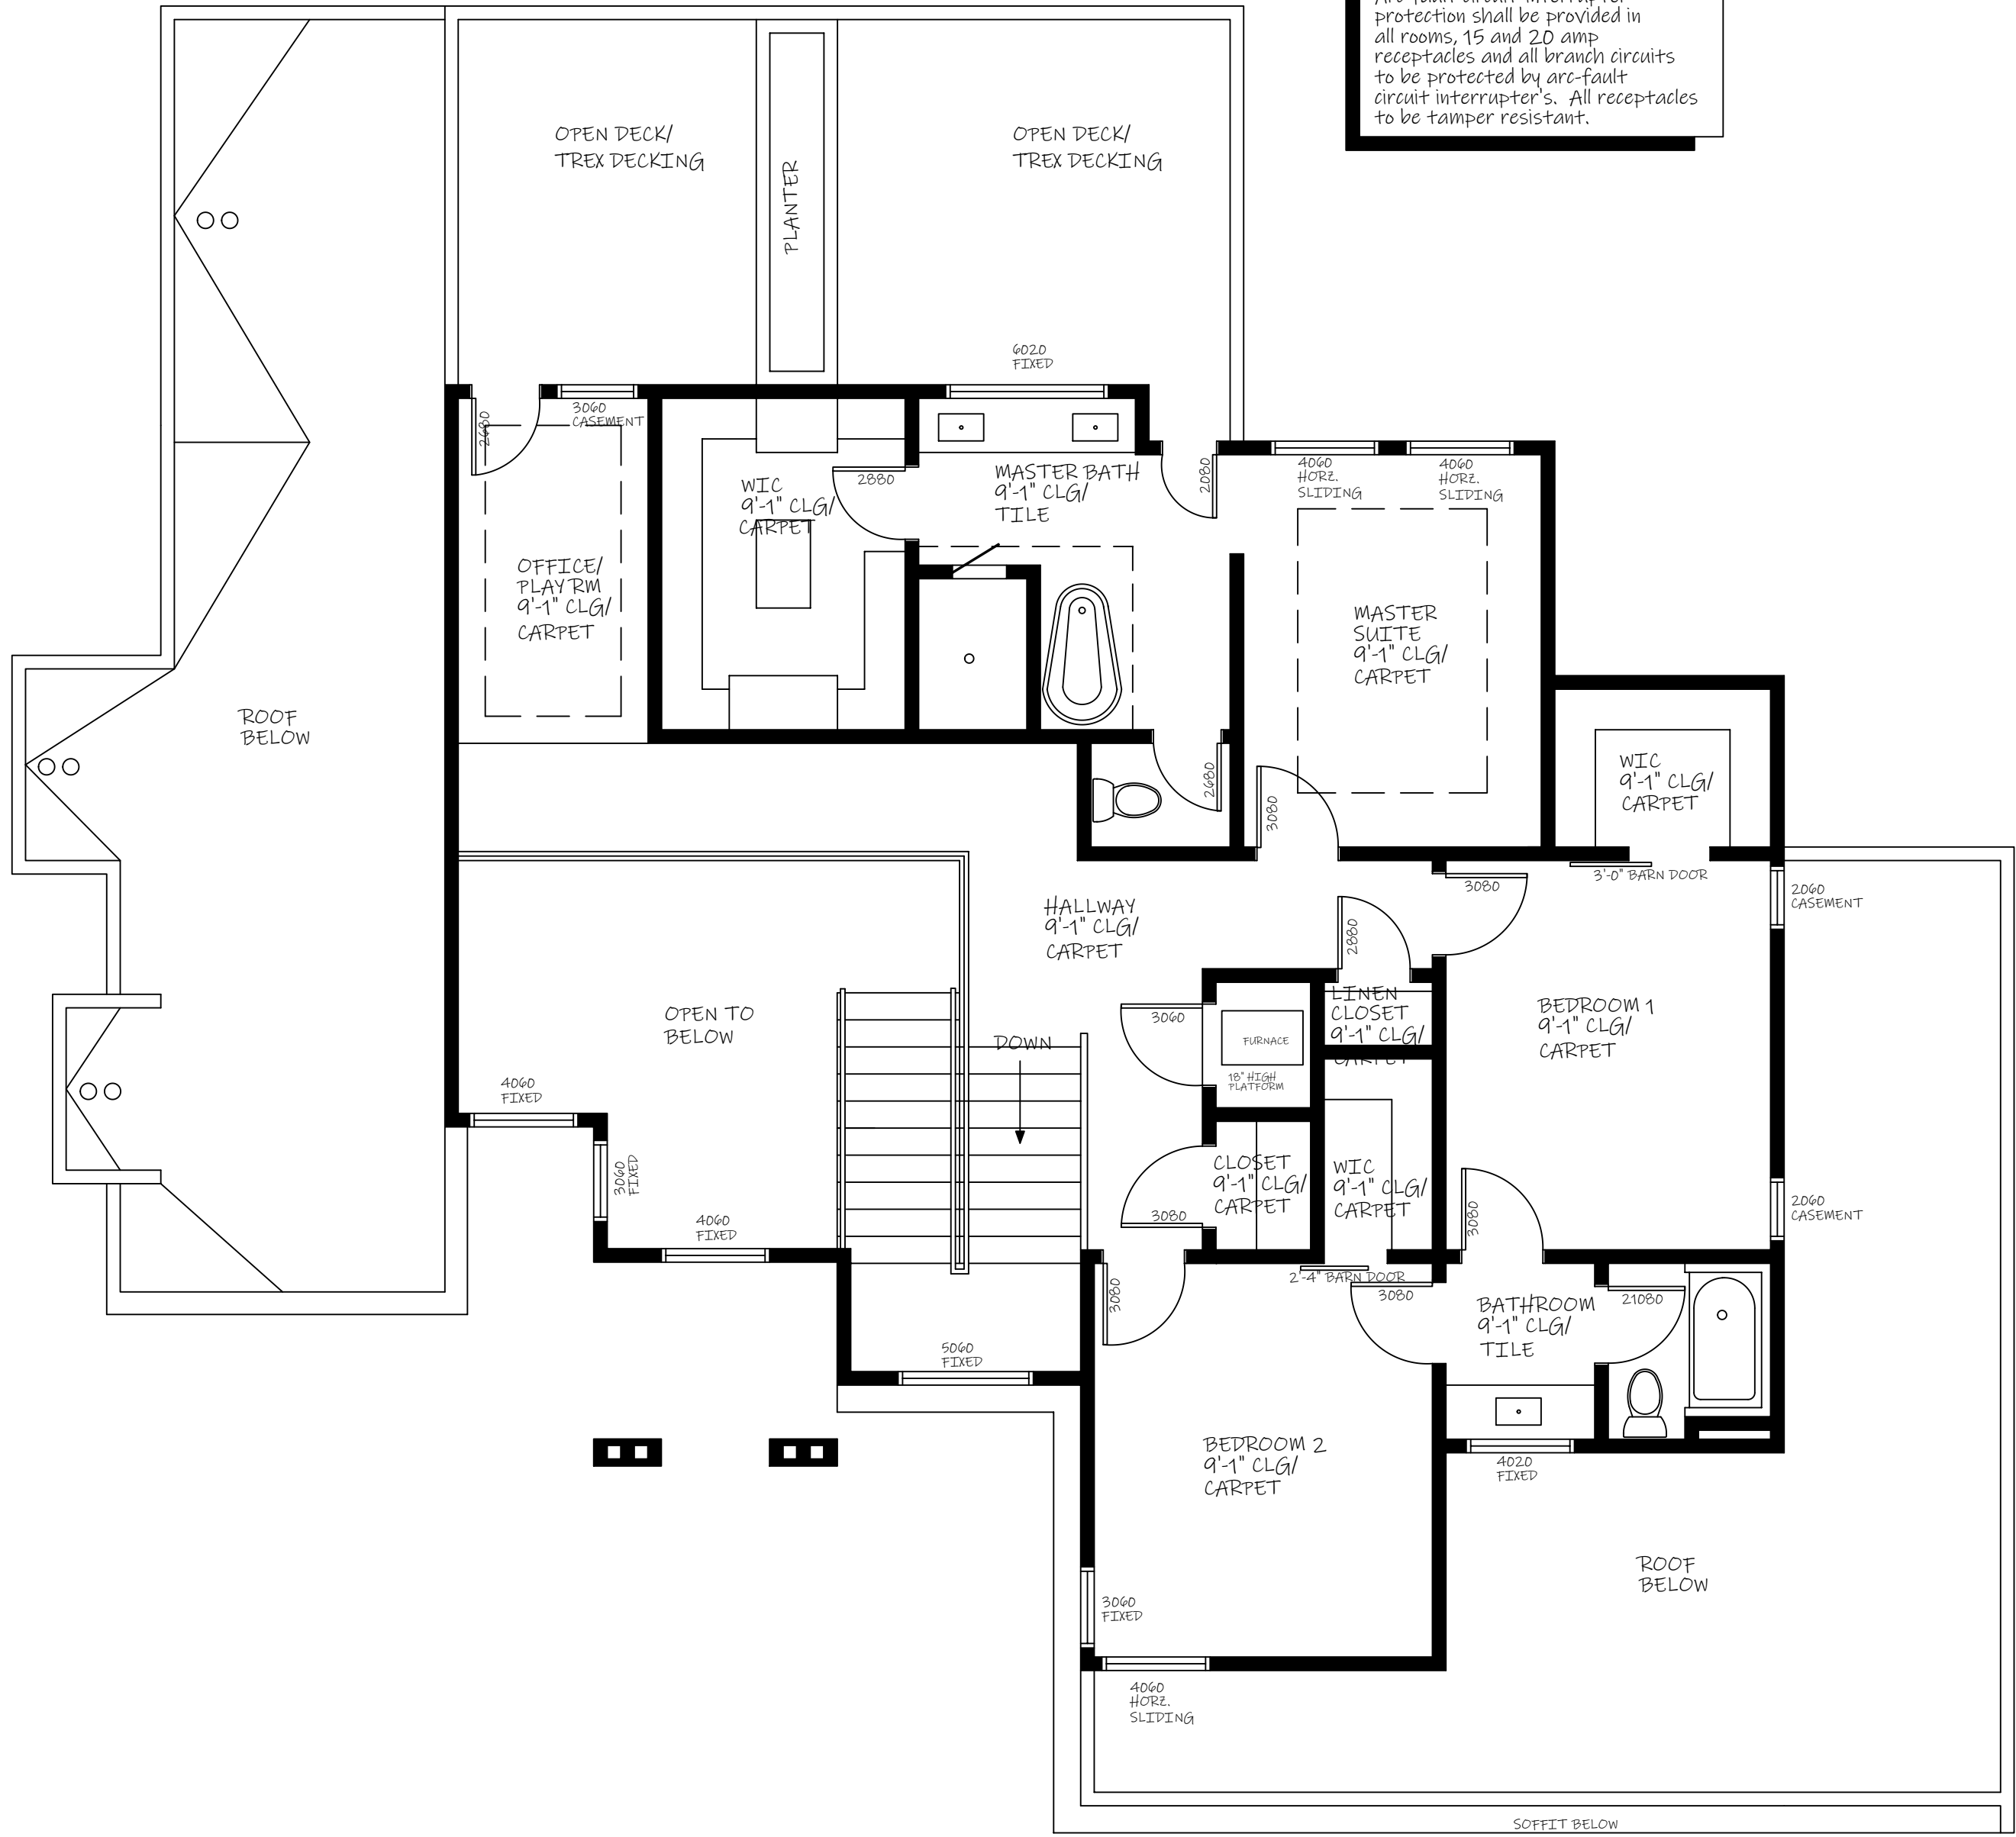 protection shall be provided in
all rooms, 15 and 20 amp
receptacles and all branch circuits
to be protected by arc-fault
circuit interrupter's. All receptacles
to be tamper resistant.
OPEN DECK/
TREX DECKING
PLANTER
OPEN DECK/
TREX DECKING
6020
FIXED
2680
3060
CASEMENT
2880
WIC
9'-1" CLG/
CARPET
MASTER BATH
9'-1" CLG/
TILE
2080
4060
HORZ.
SLIDING
4060
HORZ.
SLIDING
OFFICE/
PLAY RM
9'-1" CLG/
CARPET
MASTER
SUITE
9'-1" CLG/
CARPET
ROOF
BELOW
2680
3080
WIC
9'-1" CLG/
CARPET
3'-0" BARN DOOR
3080
2060
CASEMENT
HALLWAY
9'-1" CLG/
CARPET
2880
OPEN TO
BELOW
DOWN
3060
FURNACE
18" HIGH
PLATFORM
LINEN
CLOSET
9'-1" CLG/
CARPET
BEDROOM 1
9'-1" CLG/
CARPET
4060
FIXED
3060
FIXED
4060
FIXED
CLOSET
9'-1" CLG/
CARPET
3080
WIC
9'-1" CLG/
CARPET
3080
2060
CASEMENT
2'-4" BARN DOOR
3080
3080
BATHROOM
9'-1" CLG/
TILE
21080
5060
FIXED
BEDROOM 2
9'-1" CLG/
CARPET
4020
FIXED
ROOF
BELOW
3060
FIXED
4060
HORZ.
SLIDING
SOFFIT BELOW